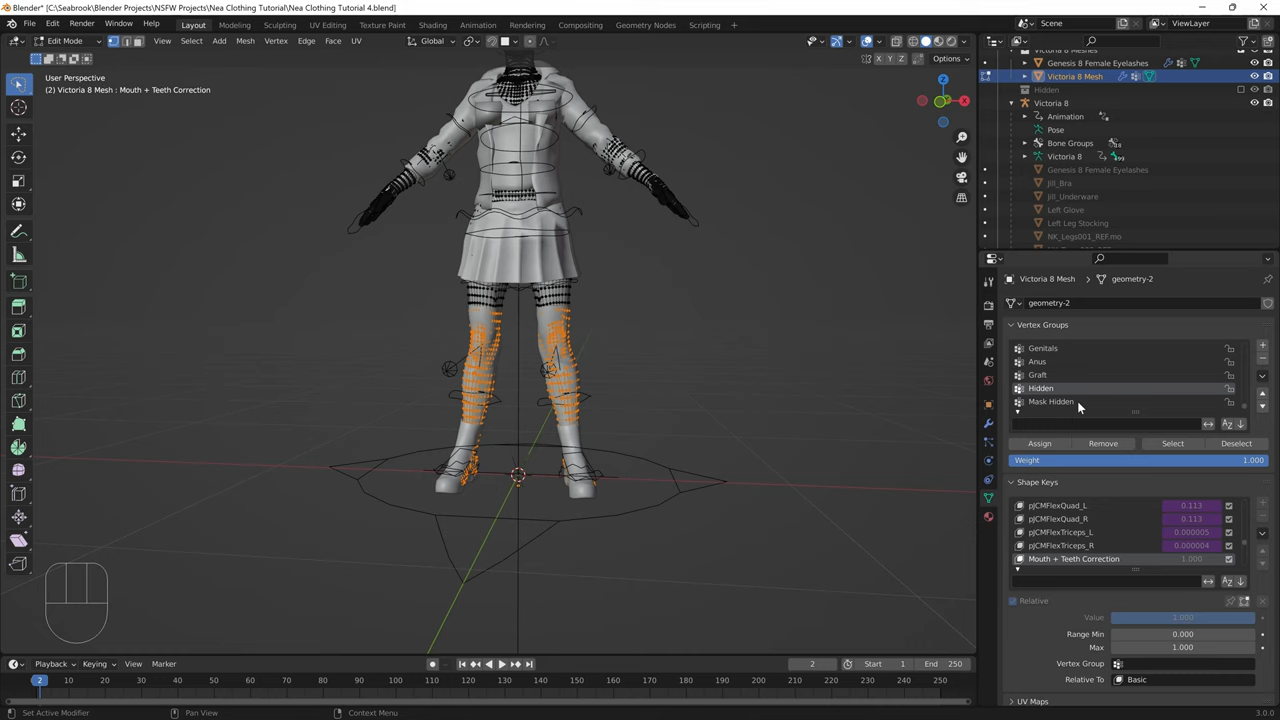 Blender* [C:\Seabrook\Blender Projects\NSFW Projects\Nea Clothing Tutorial\Nea Clothing Tutorial 4.blend]
File Edit Render Window Help Layout Modeling Sculpting UV Editing Texture Paint Shading Animation Rendering Compositing Geometry Nodes Scripting Scene ViewLayer
Edit Mode View Select Add Mesh Vertex Edge Face UV Global
X Y Z Options
User Perspective
(2) Victoria 8 Mesh : Mouth + Teeth Correction
Z
X
Victoria 8 Meshes
Genesis 8 Female Eyelashes
Victoria 8 Mesh
Hidden
Victoria 8
Animation
Pose
Bone Groups
Victoria 8
Genesis 8 Female Eyelashes
Jill_Bra
Jill_Underware
Left Glove
Left Leg Stocking
NK_Legs001_REF.mo
Victoria 8 Mesh > geometry-2
geometry-2
Vertex Groups
Genitals
Anus
Graft
Hidden
Mask Hidden
Assign Remove Select Deselect
Weight 1.000
Shape Keys
pJCMFlexQuad_L 0.113
pJCMFlexQuad_R 0.113
pJCMFlexTriceps_L 0.000005
pJCMFlexTriceps_R 0.000004
Mouth + Teeth Correction 1.000
Relative
Value 1.000
Range Min 0.000
Max 1.000
Vertex Group
Relative To Basic
UV Maps
Playback Keying View Marker 2 Start 1 End 250
2 10 20 30 40 50 60 70 80 90 100 110 120 130 140 150 160 170 180 190 200 210 220 230 240 250
Set Active Modifier Pan View Context Menu 3.0.0